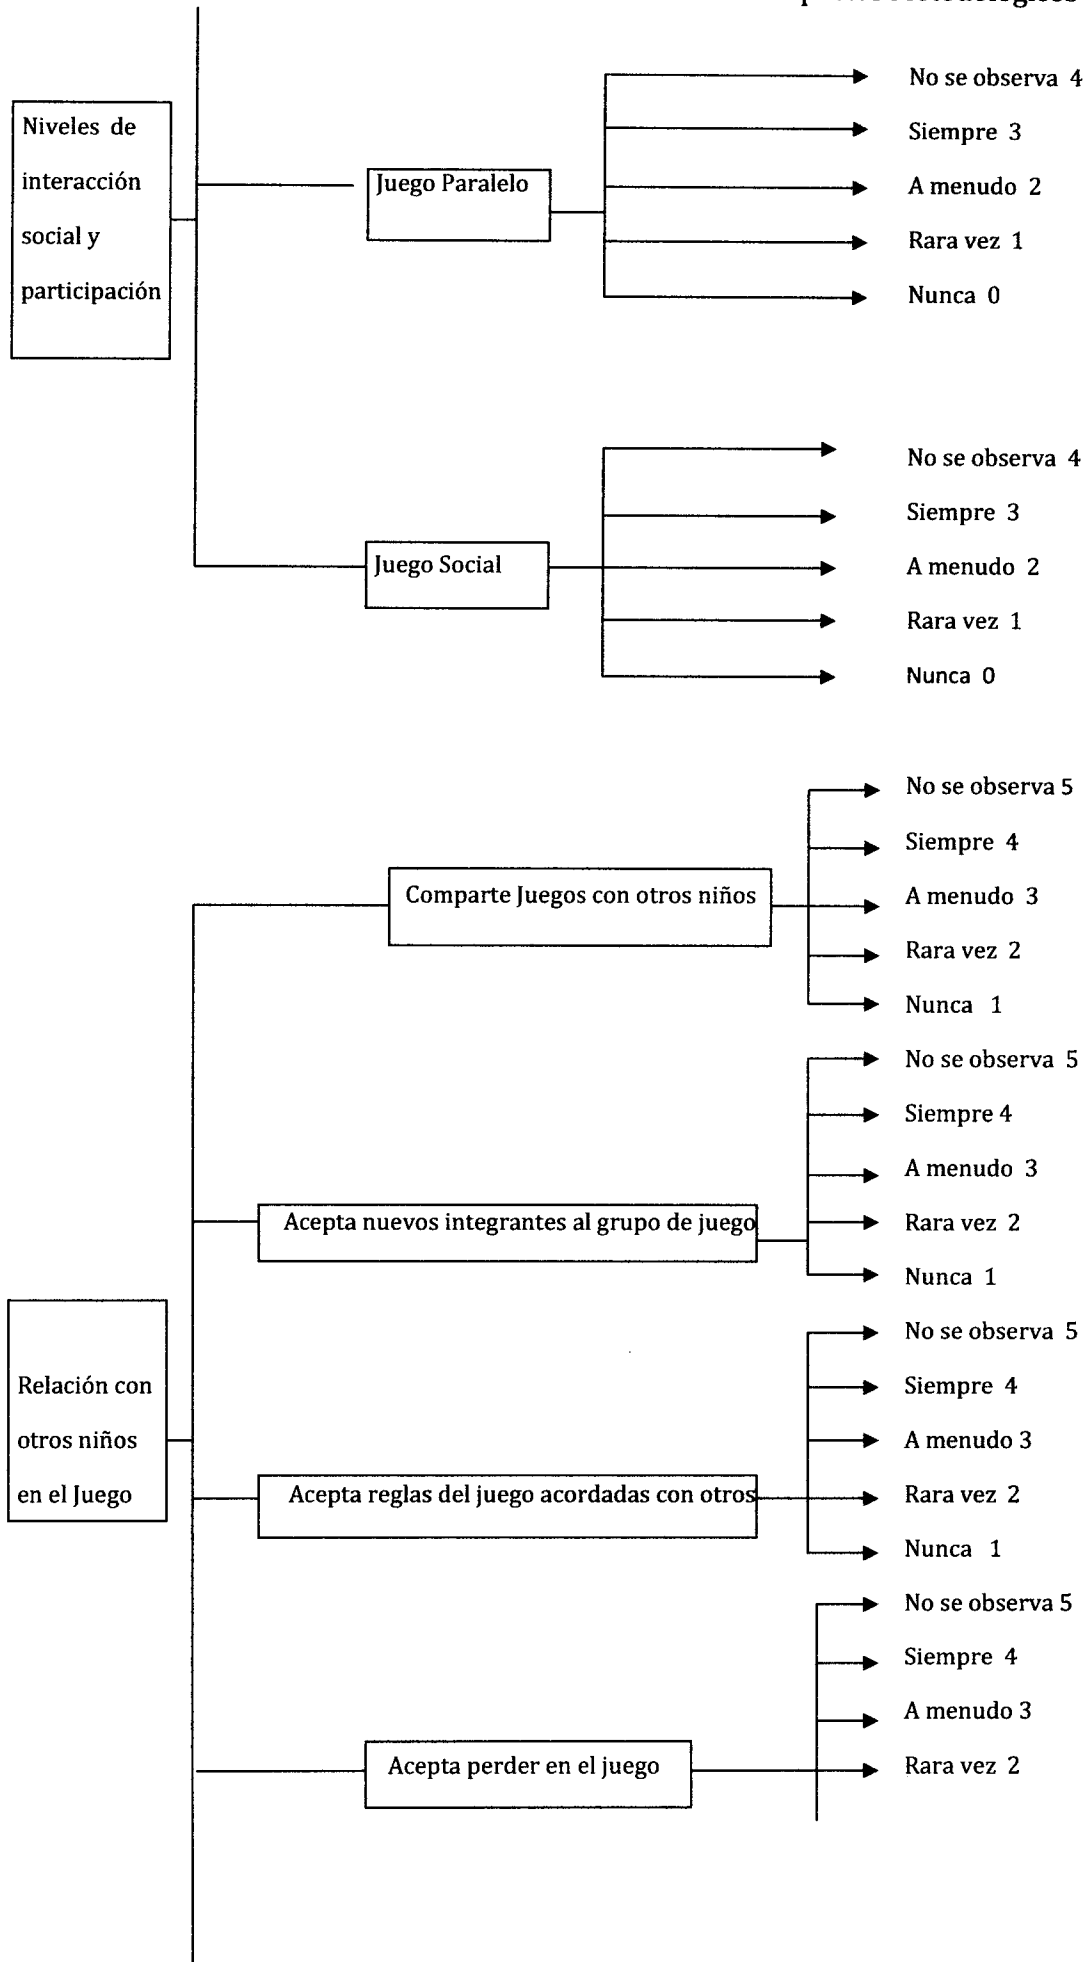 Niveles de
interacción
social y
participación
Juego Paralelo
No se observa 4
Siempre 3
A menudo 2
Rara vez 1
Nunca 0
Juego Social
No se observa 4
Siempre 3
A menudo 2
Rara vez 1
Nunca 0
Relación con
otros niños
en el Juego
Comparte Juegos con otros niños
No se observa 5
Siempre 4
A menudo 3
Rara vez 2
Nunca 1
Acepta nuevos integrantes al grupo de juego
No se observa 5
Siempre 4
A menudo 3
Rara vez 2
Nunca 1
Acepta reglas del juego acordadas con otros
No se observa 5
Siempre 4
A menudo 3
Rara vez 2
Nunca 1
Acepta perder en el juego
No se observa 5
Siempre 4
A menudo 3
Rara vez 2